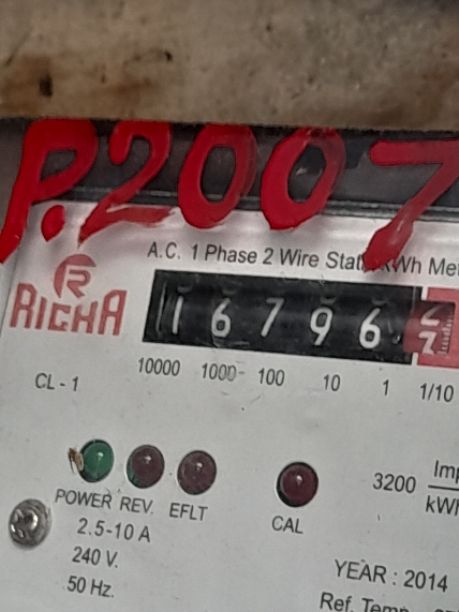 P.2007
A.C. 1 Phase 2 Wire Stat kWh Me
RICHA
16796
10000 1000 100 10 1 1/10
CL - 1
3200 Imp
kWh
POWER REV. EFLT CAL
2.5-10 A
240 V.
50 Hz.
YEAR : 2014
Ref. Temp